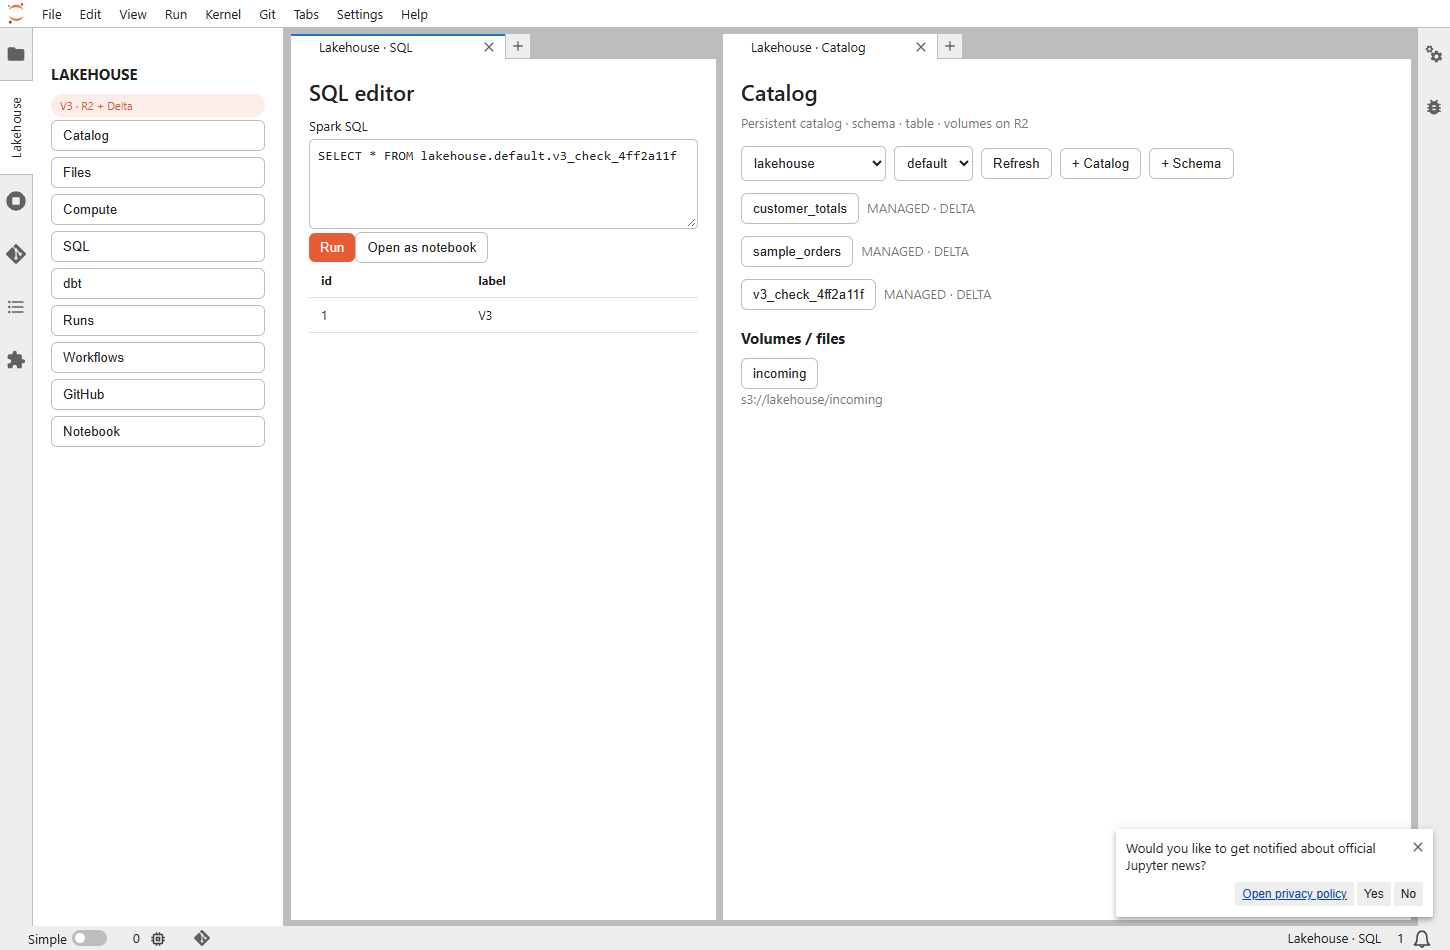 File Edit View Run Kernel Git Tabs Settings Help
Lakehouse
LAKEHOUSE
V3 · R2 + Delta
Catalog
Files
Compute
SQL
dbt
Runs
Workflows
GitHub
Notebook
Lakehouse · SQL
SQL editor
Spark SQL
SELECT * FROM lakehouse.default.v3_check_4ff2a11f
Run Open as notebook
id label
1 V3
Lakehouse · Catalog
Catalog
Persistent catalog · schema · table · volumes on R2
lakehouse default Refresh + Catalog + Schema
customer_totals MANAGED · DELTA
sample_orders MANAGED · DELTA
v3_check_4ff2a11f MANAGED · DELTA
Volumes / files
incoming
s3://lakehouse/incoming
Would you like to get notified about official
Jupyter news?
Open privacy policy Yes No
Simple 0 Lakehouse · SQL 1